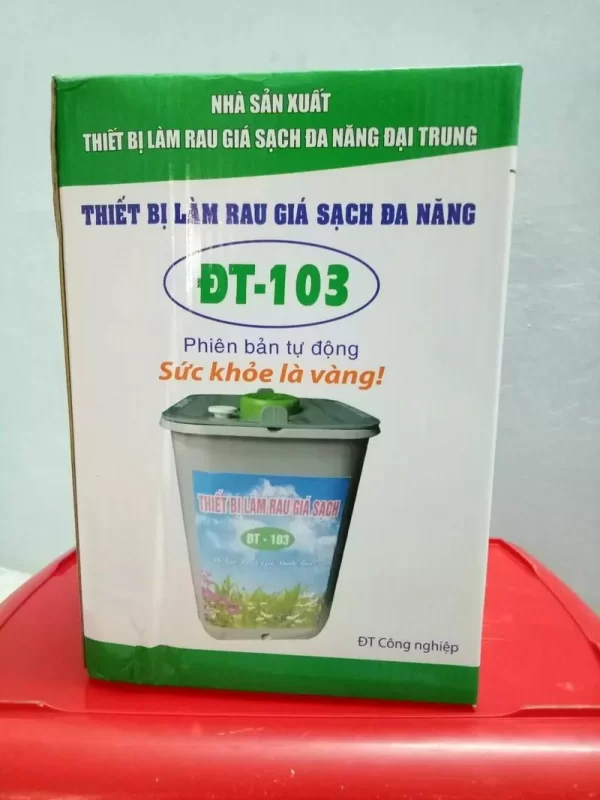 NHÀ SẢN XUẤT
THIẾT BỊ LÀM RAU GIÁ SẠCH ĐA NĂNG ĐẠI TRUNG
THIẾT BỊ LÀM RAU GIÁ SẠCH ĐA NĂNG
ĐT-103
Phiên bản tự động
Sức khỏe là vàng!
THIẾT BỊ LÀM RAU GIÁ SẠCH
ĐT - 103
ĐT Công nghiệp